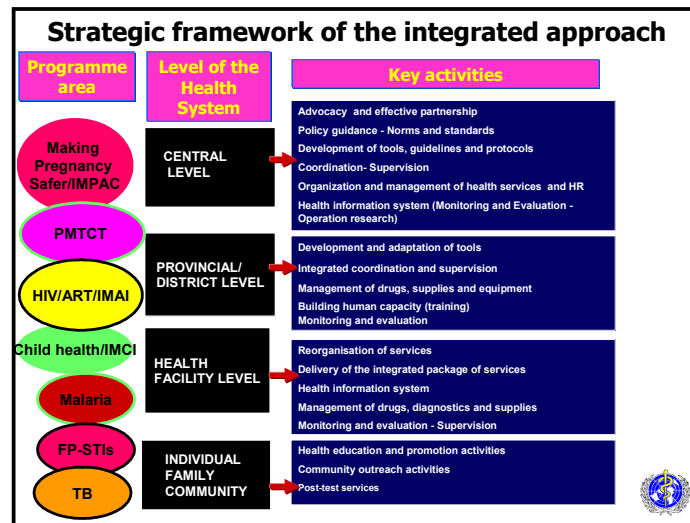 Strategic framework of the integrated approach
Programme
area
Level of the
Health
System
Key activities
Making
Pregnancy
Safer/IMPAC
PMTCT
HIV/ART/IMAI
Child health/IMCI
Malaria
FP-STIs
TB
CENTRAL
LEVEL
PROVINCIAL/
DISTRICT LEVEL
HEALTH
FACILITY LEVEL
INDIVIDUAL
FAMILY
COMMUNITY
Advocacy and effective partnership
Policy guidance - Norms and standards
Development of tools, guidelines and protocols
Coordination- Supervision
Organization and management of health services and HR
Health information system (Monitoring and Evaluation -
Operation research)
Development and adaptation of tools
Integrated coordination and supervision
Management of drugs, supplies and equipment
Building human capacity (training)
Monitoring and evaluation
Reorganisation of services
Delivery of the integrated package of services
Health information system
Management of drugs, diagnostics and supplies
Monitoring and evaluation - Supervision
Health education and promotion activities
Community outreach activities
Post-test services